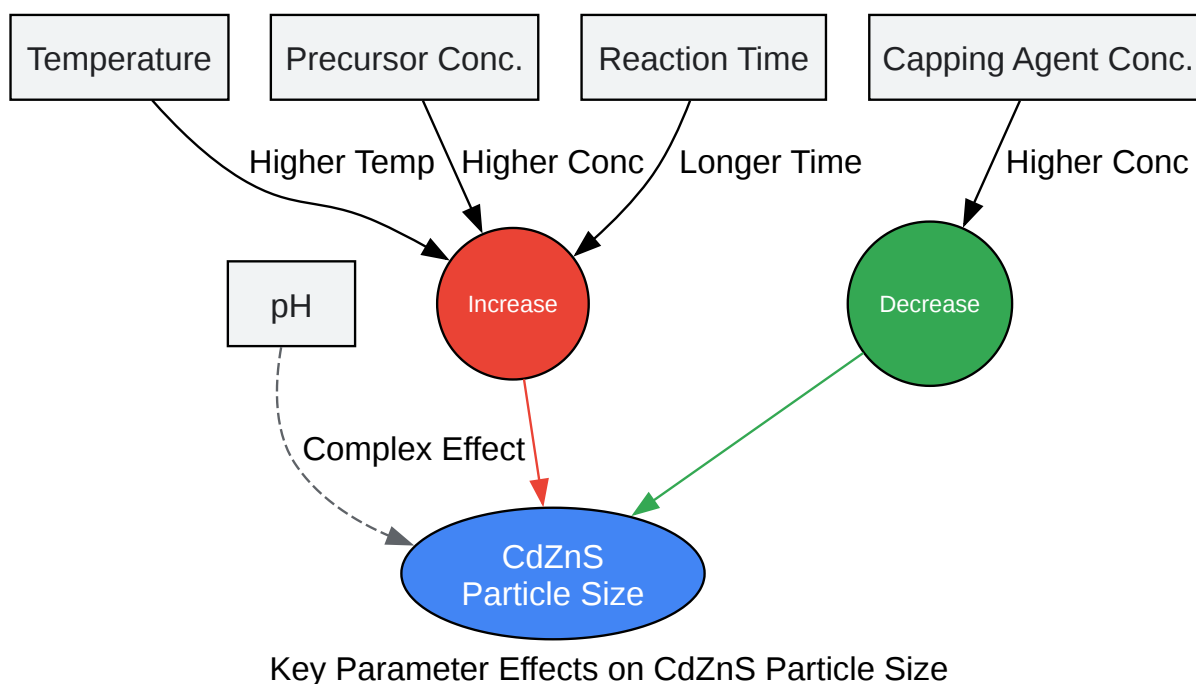 Temperature
Precursor Conc.
Reaction Time
Capping Agent Conc.
Higher Temp
Higher Conc
Longer Time
Higher Conc
pH
Increase
Decrease
Complex Effect
CdZnS
Particle Size
Key Parameter Effects on CdZnS Particle Size